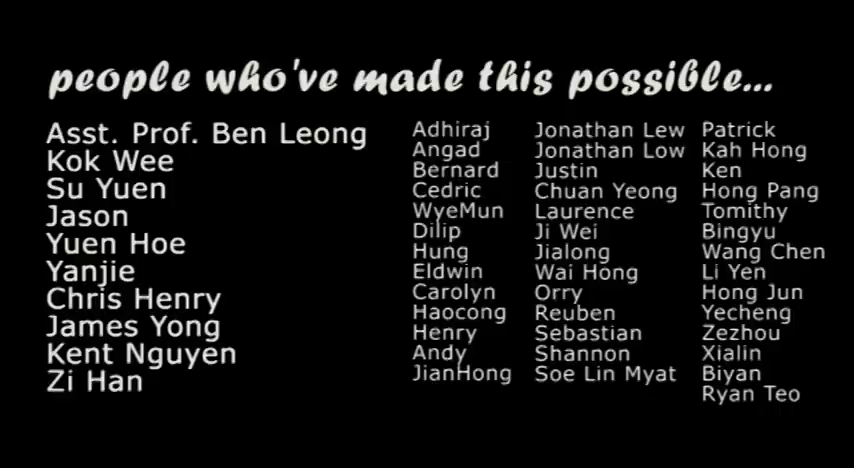 people who've made this possible...
Asst. Prof. Ben Leong
Kok Wee
Su Yuen
Jason
Yuen Hoe
Yanjie
Chris Henry
James Yong
Kent Nguyen
Zi Han
Adhiraj
Angad
Bernard
Cedric
WyeMun
Dilip
Hung
Eldwin
Carolyn
Haocong
Henry
Andy
JianHong
Jonathan Lew
Jonathan Low
Justin
Chuan Yeong
Laurence
Ji Wei
Jialong
Wai Hong
Orry
Reuben
Sebastian
Shannon
Soe Lin Myat
Patrick
Kah Hong
Ken
Hong Pang
Tomithy
Bingyu
Wang Chen
Li Yen
Hong Jun
Yecheng
Zezhou
Xialin
Biyan
Ryan Teo